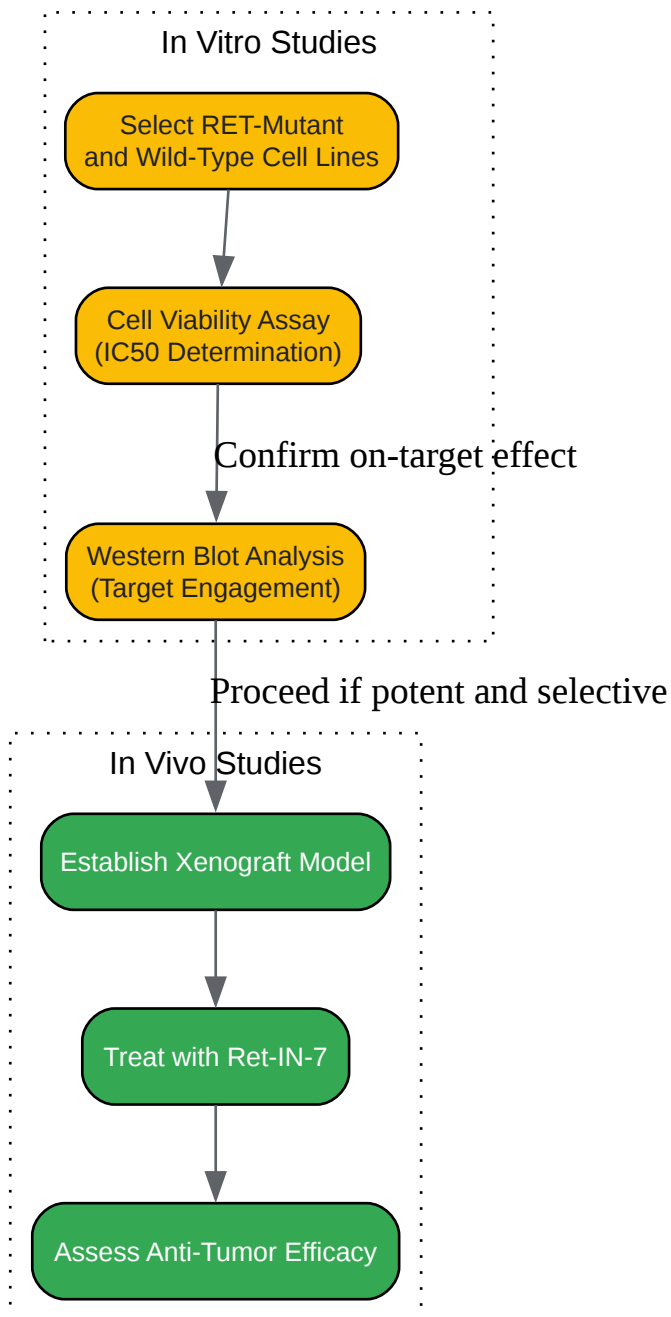 In Vitro Studies
Select RET-Mutant
and Wild-Type Cell Lines
Cell Viability Assay
(IC50 Determination)
Confirm on-target effect
Western Blot Analysis
(Target Engagement)
Proceed if potent and selective
In Vivo Studies
Establish Xenograft Model
Treat with Ret-IN-7
Assess Anti-Tumor Efficacy